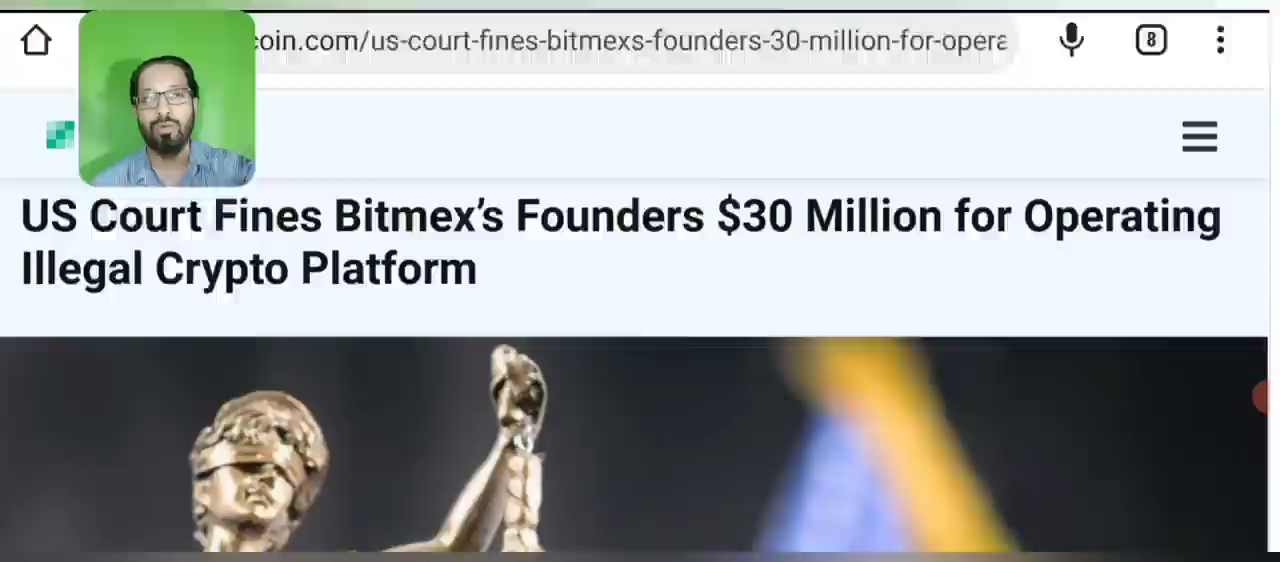 coin.com/us-court-fines-bitmexs-founders-30-million-for-opera
8
US Court Fines Bitmex’s Founders $30 Million for Operating
Illegal Crypto Platform